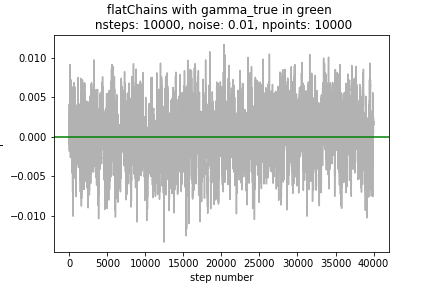 flatChains with gamma_true in green
nsteps: 10000, noise: 0.01, npoints: 10000
0.010
0.005
0.000
−0.005
−0.010
0 5000 10000 15000 20000 25000 30000 35000 40000
step number